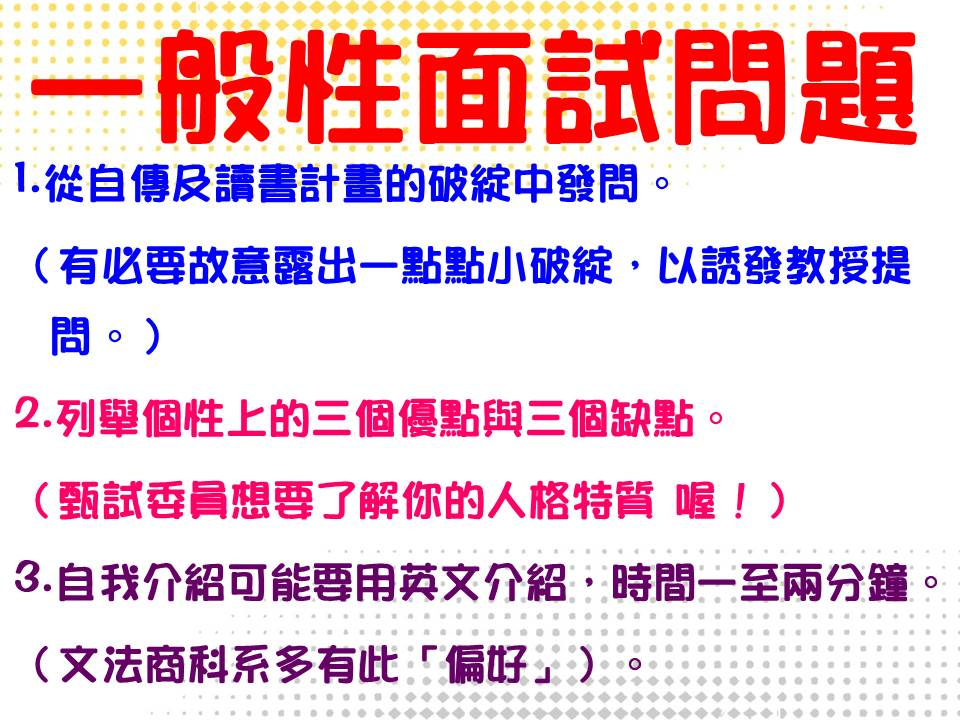 一般性面試問題
1.從自傳及讀書計畫的破綻中發問。
（有必要故意露出一點點小破綻，以誘發教授提
問。）
2.列舉個性上的三個優點與三個缺點。
（甄試委員想要了解你的人格特質 喔！）
3.自我介紹可能要用英文介紹，時間一至兩分鐘。
（文法商科系多有此「偏好」）。